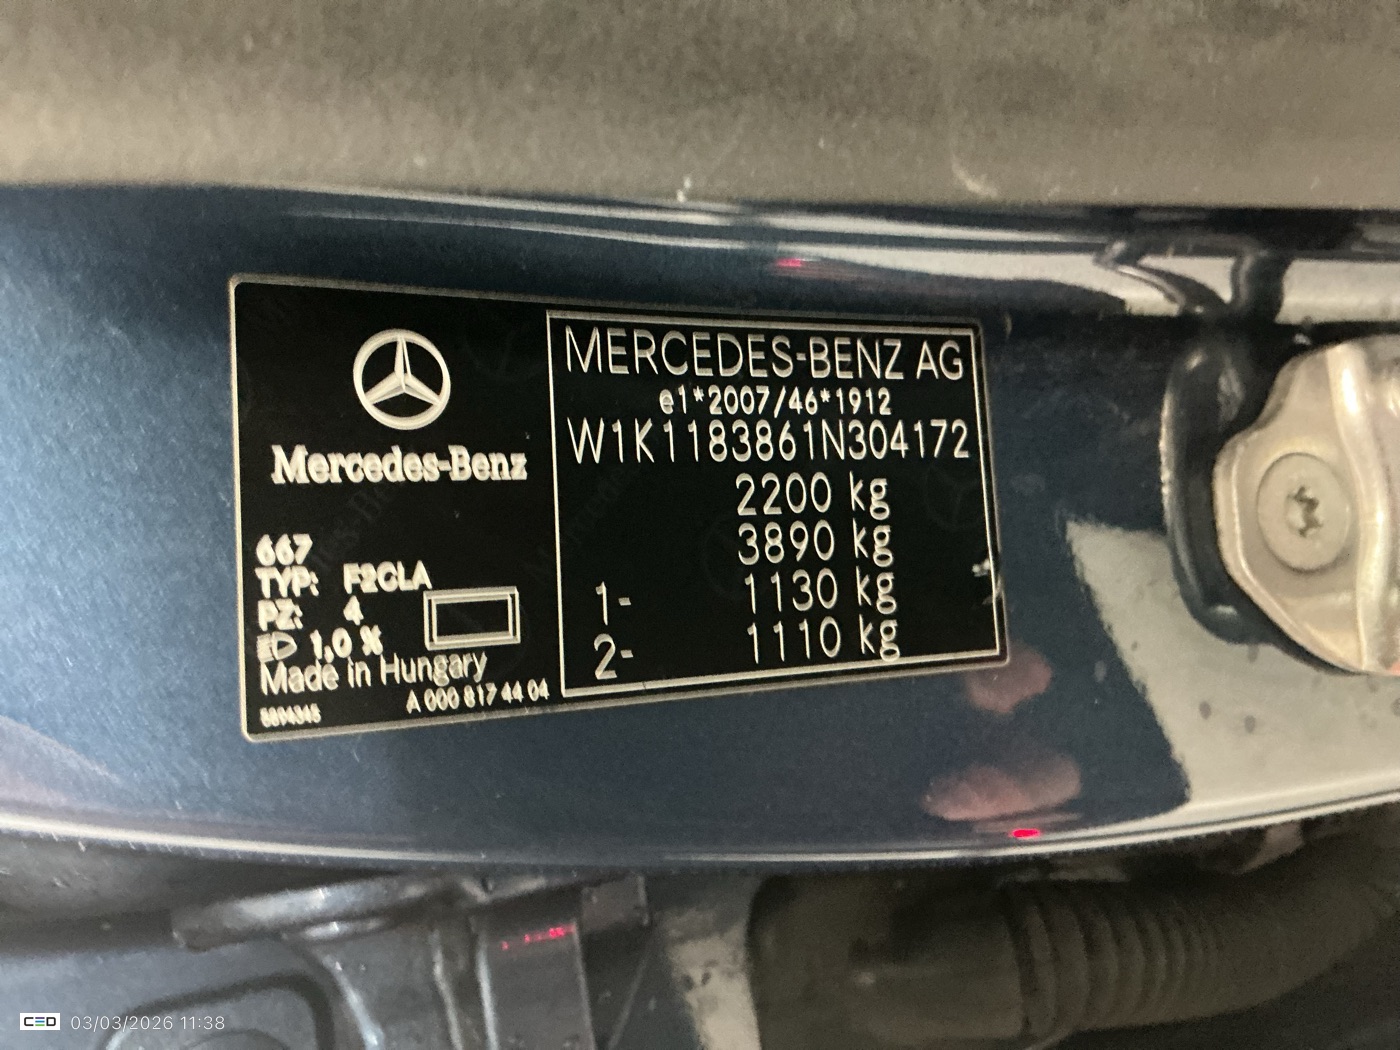 Mercedes-Benz
667
TYP: F2CLA
PZ: 4
1,0 %
Made in Hungary
A 000 817 44 04
MERCEDES-BENZ AG
e1*2007/46*1912
W1K1183861N304172
2200 kg
3890 kg
1- 1130 kg
2- 1110 kg
CED 03/03/2026 11:38